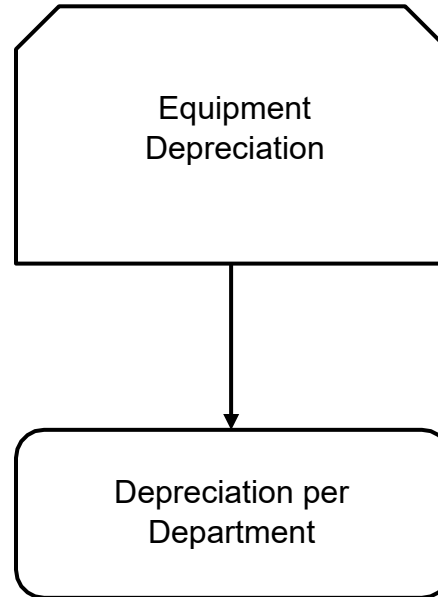 Equipment
Depreciation
Depreciation per
Department